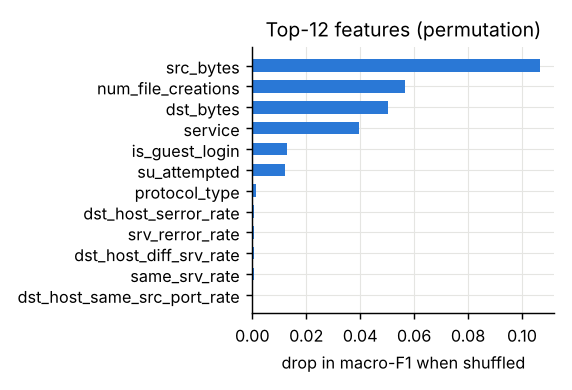 Top-12 features (permutation)
src_bytes
num_file_creations
dst_bytes
service
is_guest_login
su_attempted
protocol_type
dst_host_serror_rate
srv_rerror_rate
dst_host_diff_srv_rate
same_srv_rate
dst_host_same_src_port_rate
0.00 0.02 0.04 0.06 0.08 0.10
drop in macro-F1 when shuffled